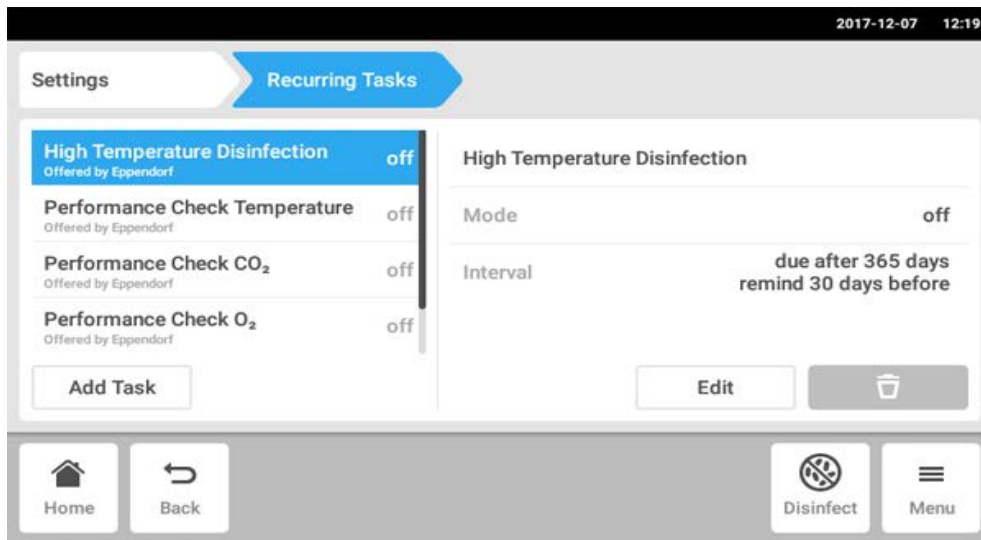 2017-12-07 12:19
Settings
Recurring Tasks
High Temperature Disinfection off
Offered by Eppendorf
Performance Check Temperature off
Offered by Eppendorf
Performance Check CO₂ off
Offered by Eppendorf
Performance Check O₂ off
Offered by Eppendorf
Add Task
High Temperature Disinfection
Mode off
Interval due after 365 days
remind 30 days before
Edit
Home
Back
Disinfect
Menu